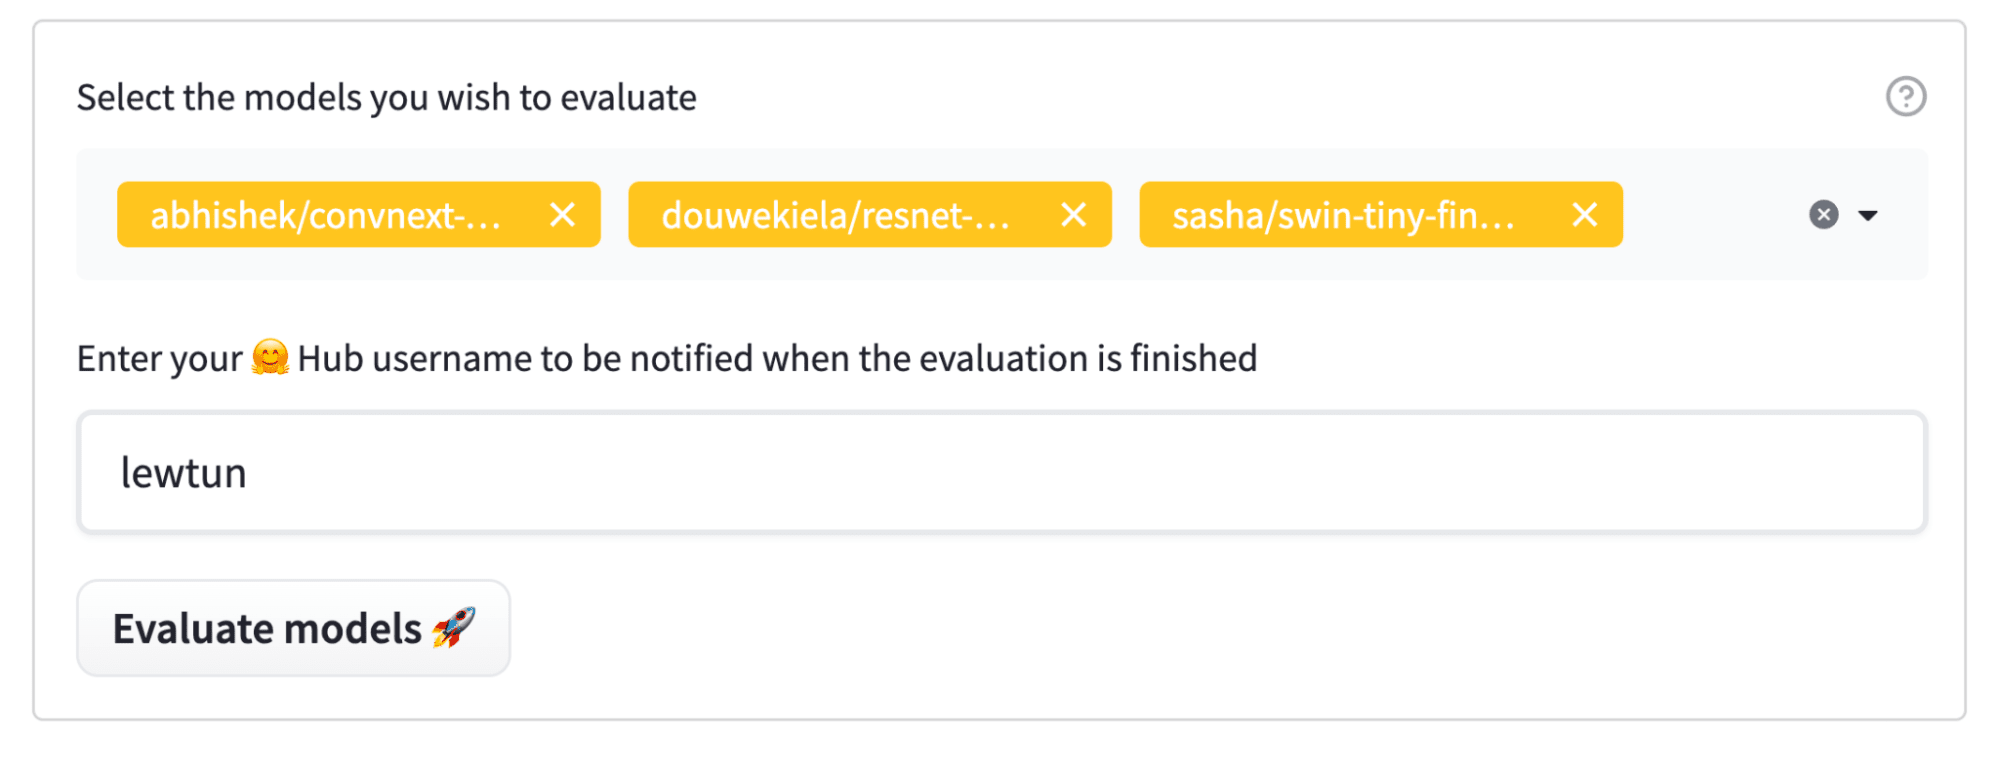 Select the models you wish to evaluate
abhishek/convnext-... douwekiela/resnet-... sasha/swin-tiny-fin...
Enter your 🤗 Hub username to be notified when the evaluation is finished
lewtun
Evaluate models 🚀